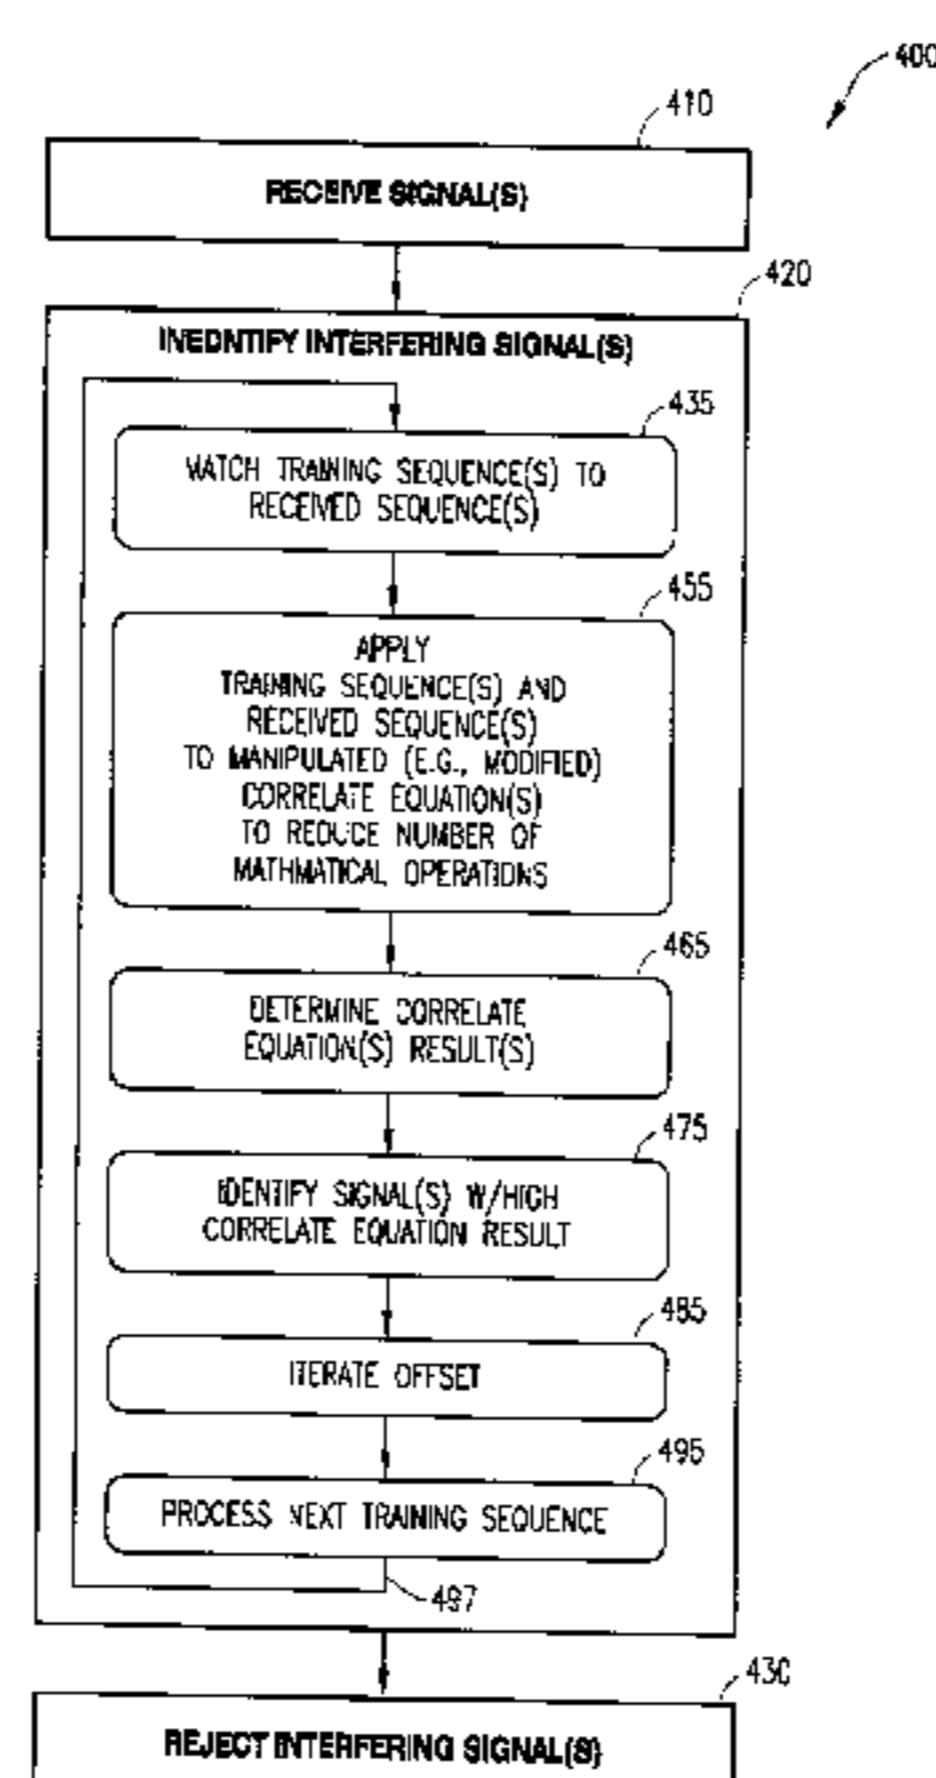 400
410
RECEIVE SIGNAL(S)
420
INEDNTIFY INTERFERING SIGNAL(S)
435
MATCH TRAINING SEQUENCE(S) TO
RECEIVED SEQUENCE(S)
455
APPLY
TRAINING SEQUENCE(S) AND
RECEIVED SEQUENCE(S)
TO MANIPULATED (E.G., MODIFIED)
CORRELATE EQUATION(S)
TO REDUCE NUMBER OF
MATHMATICAL OPERATIONS
465
DETERMINE CORRELATE
EQUATION(S) RESULT(S)
475
IDENTIFY SIGNAL(S) W/HIGH
CORRELATE EQUATION RESULT
485
ITERATE OFFSET
495
PROCESS NEXT TRAINING SEQUENCE
497
430
REJECT INTERFERING SIGNAL(S)